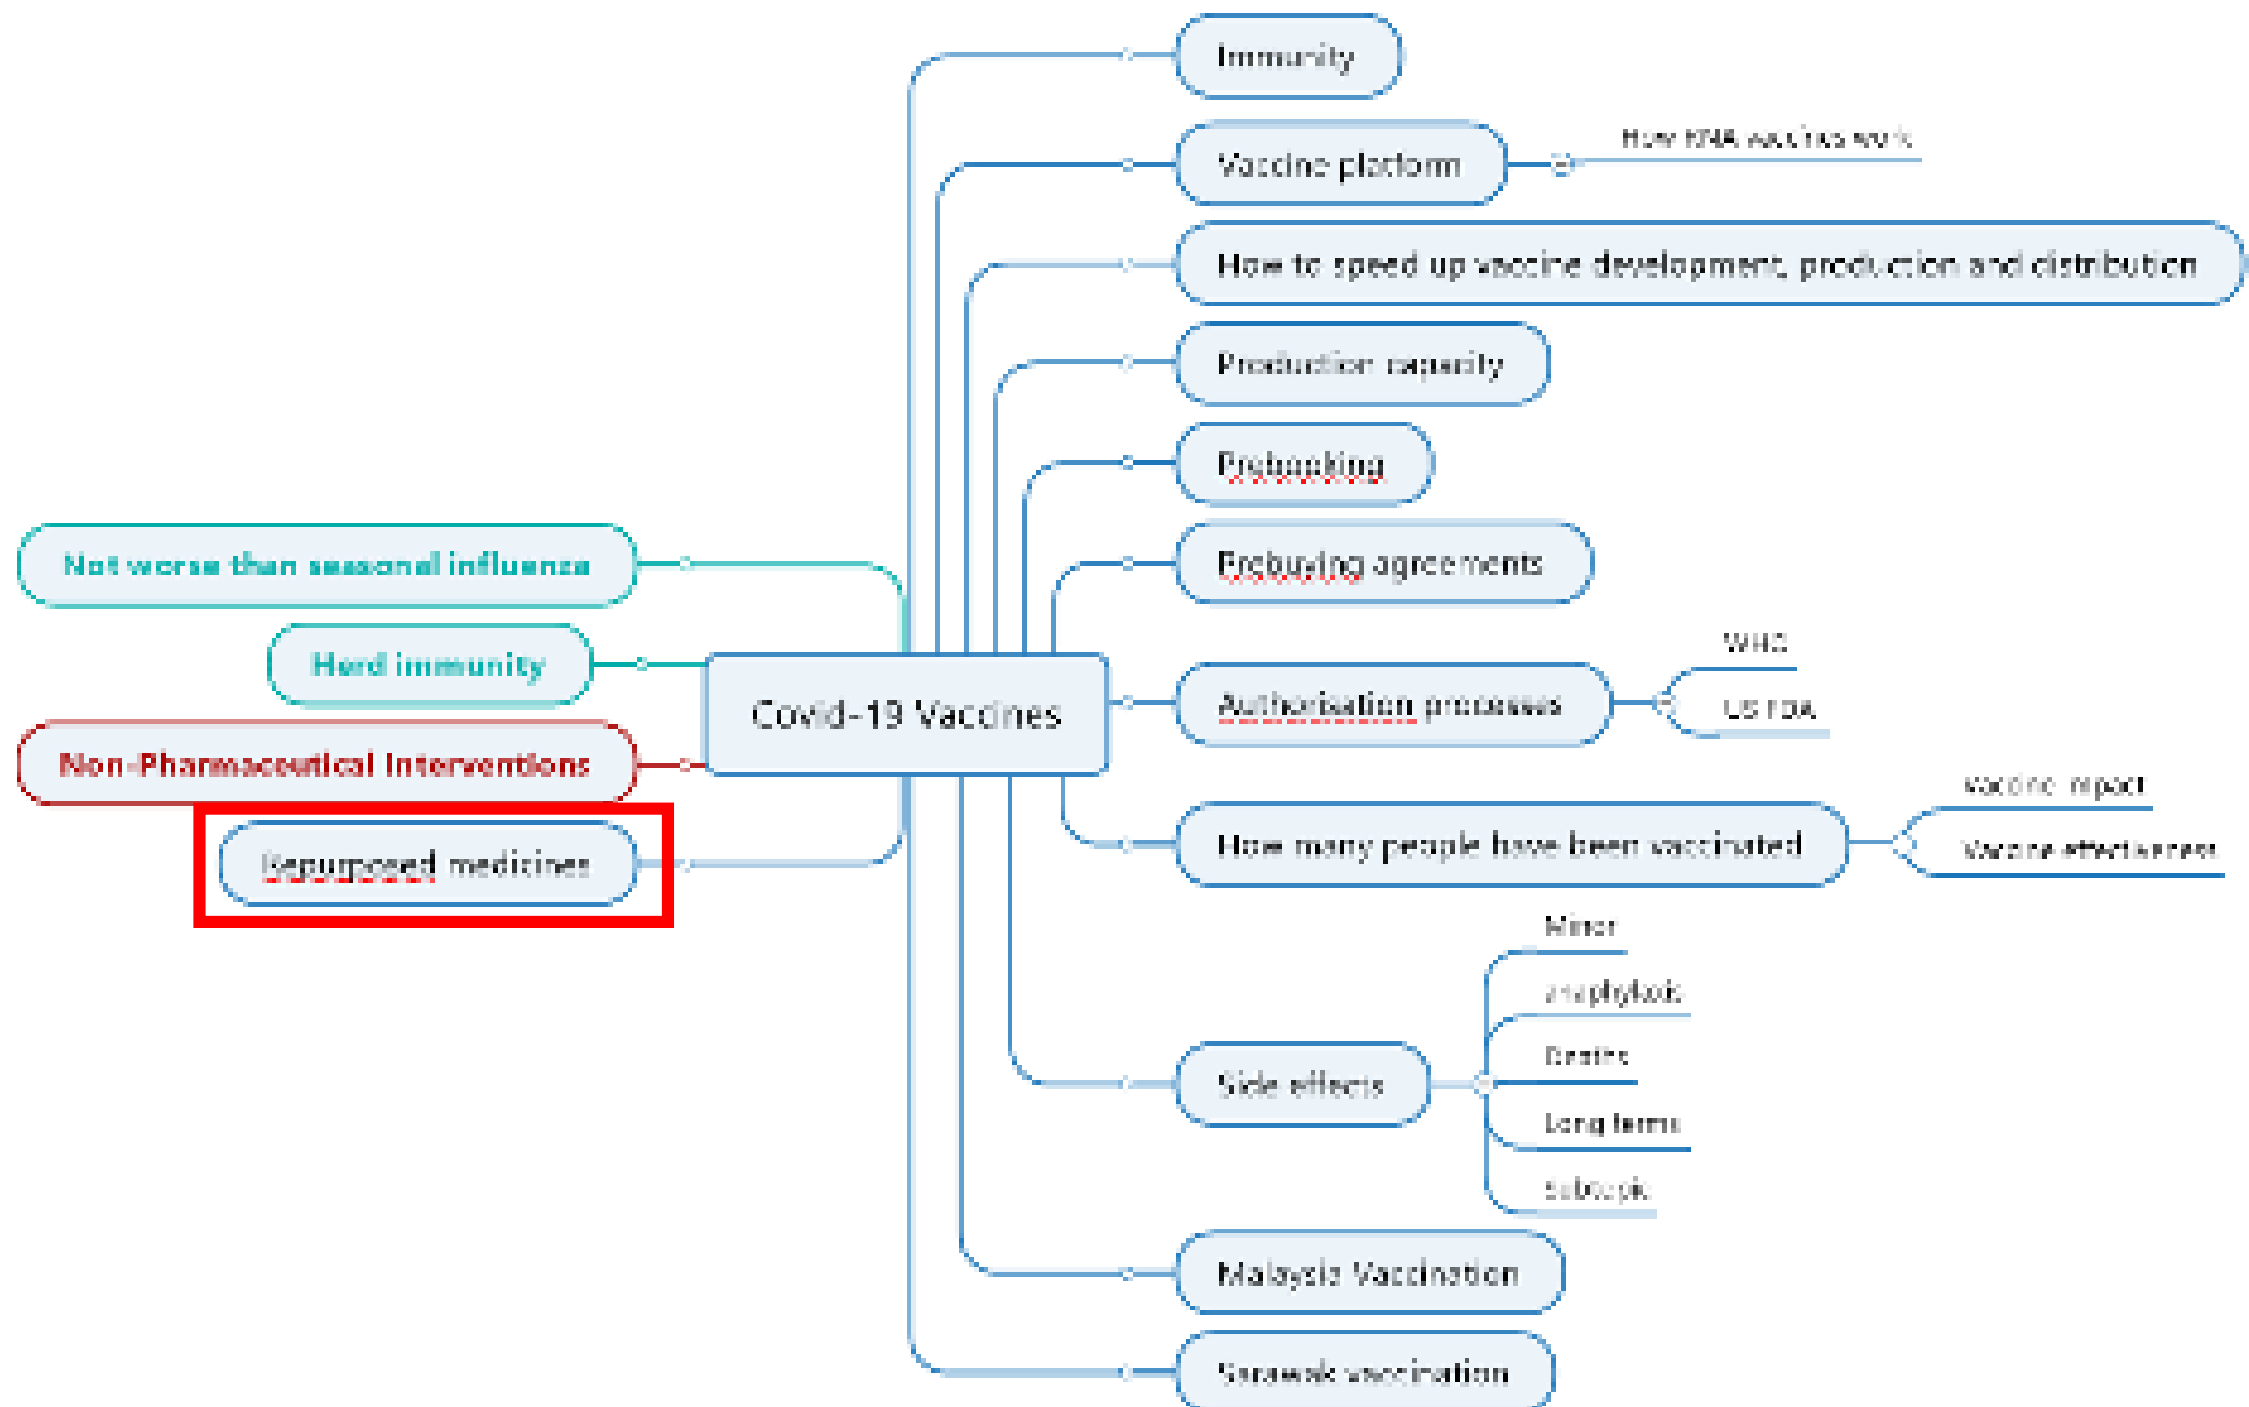 Immunity
Vaccine platform
How RNA vaccines work
How to speed up vaccine development, production and distribution
Production capacity
Prebooking
Prebuying agreements
Not worse than seasonal influenza
Herd immunity
Non-Pharmaceutical Interventions
Repurposed medicines
Covid-19 Vaccines
Authorisation processes
WHO
US FDA
How many people have been vaccinated
Vaccine impact
Vaccine effectiveness
Side effects
Minor
anaphylaxis
Deaths
Long terms
Subtopic
Malaysia Vaccination
Sarawak vaccination